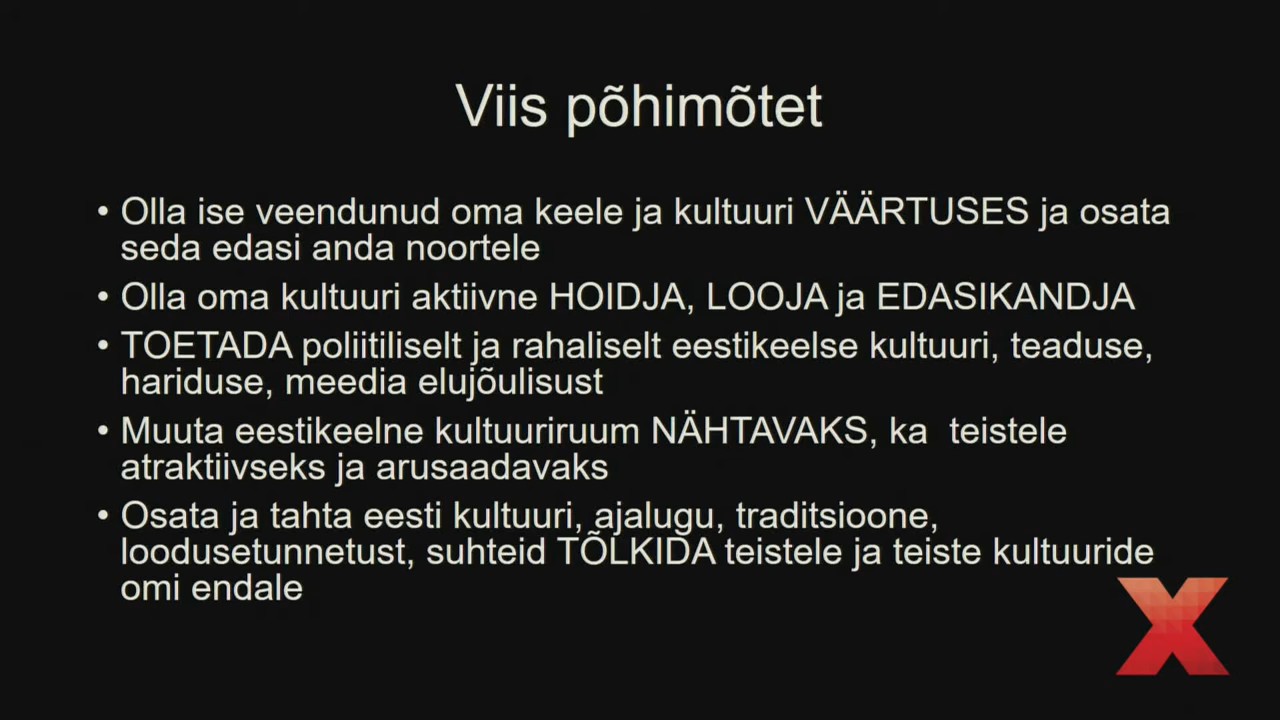 Viis põhimõtet
• Olla ise veendunud oma keele ja kultuuri VÄÄRTUSES ja osata
seda edasi anda noortele
• Olla oma kultuuri aktiivne HOIDJA, LOOJA ja EDASIKANDJA
• TOETADA poliitiliselt ja rahaliselt eestikeelse kultuuri, teaduse,
hariduse, meedia elujõulisust
• Muuta eestikeelne kultuuriruum NÄHTAVAKS, ka  teistele
atraktiivseks ja arusaadavaks
• Osata ja tahta eesti kultuuri, ajalugu, traditsioone,
loodusetunnetust, suhteid TÕLKIDA teistele ja teiste kultuuride
omi endale
X